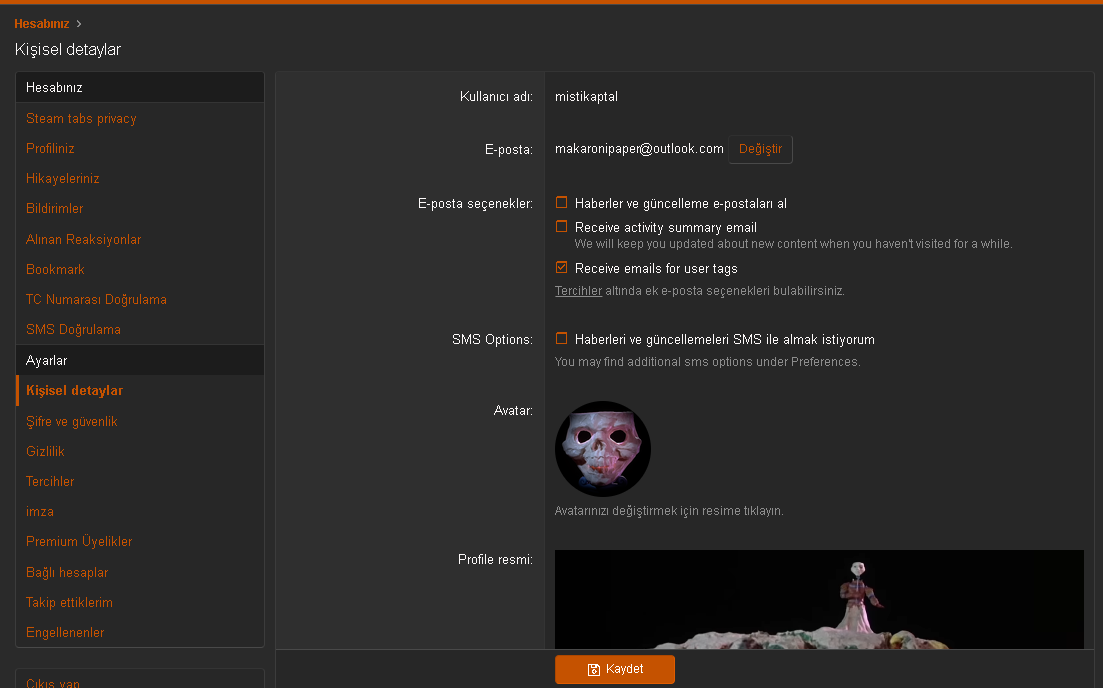 Hesabınız >
Kişisel detaylar
Hesabınız
Steam tabs privacy
Profiliniz
Hikayeleriniz
Bildirimler
Alınan Reaksiyonlar
Bookmark
TC Numarası Doğrulama
SMS Doğrulama
Ayarlar
Kişisel detaylar
Şifre ve güvenlik
Gizlilik
Tercihler
imza
Premium Üyelikler
Bağlı hesaplar
Takip ettiklerim
Engellenenler
Çıkış yap
Kullanıcı adı: mistikaptal
E-posta: makaronipaper@outlook.com Değiştir
E-posta seçenekler: Haberler ve güncelleme e-postaları al
Receive activity summary email
We will keep you updated about new content when you haven't visited for a while.
Receive emails for user tags
Tercihler altında ek e-posta seçenekleri bulabilirsiniz.
SMS Options: Haberleri ve güncellemeleri SMS ile almak istiyorum
You may find additional sms options under Preferences.
Avatar:
Avatarınızı değiştirmek için resime tıklayın.
Profile resmi:
Kaydet